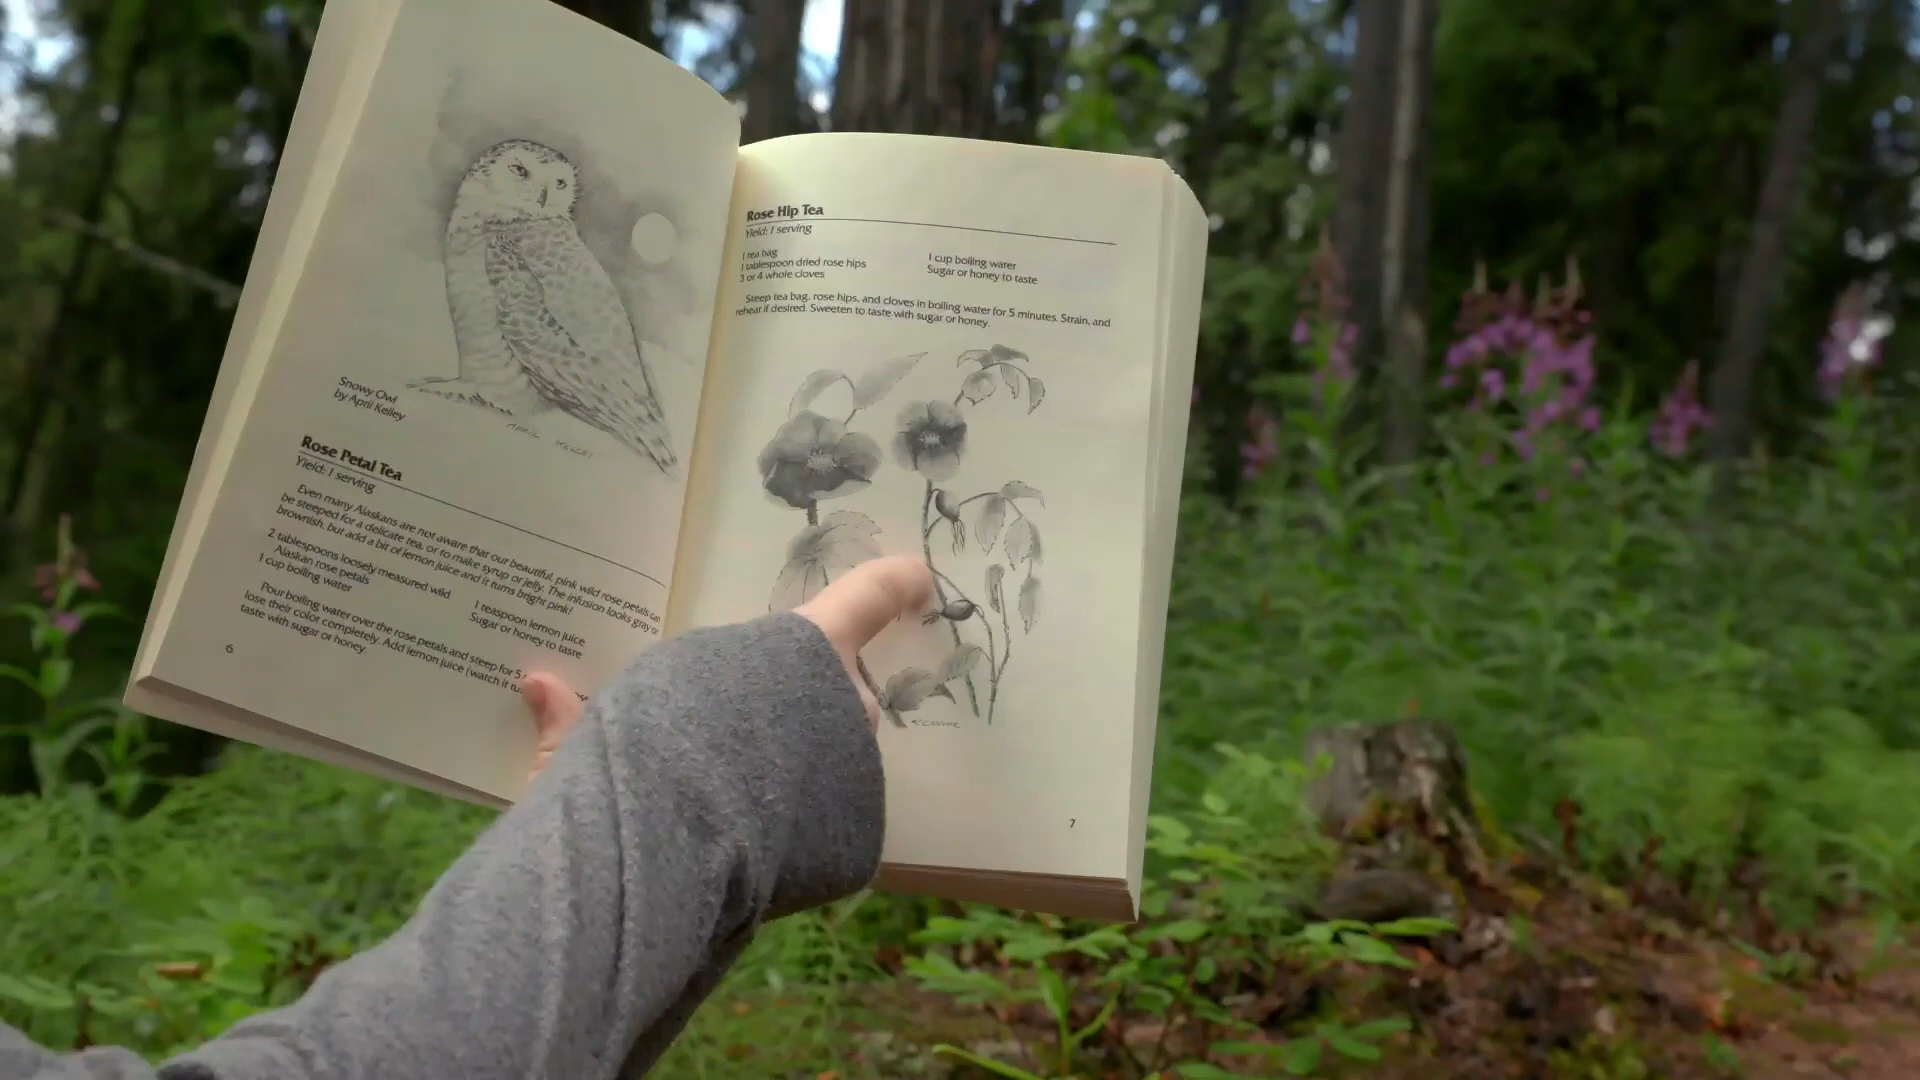 Snowy Owl
by April Kelley
Rose Petal Tea
Yield: 1 serving
Even many Alaskans are not aware that our beautiful, pink wild rose petals can
be steeped for a delicate tea, or to make syrup or jelly. The infusion looks gray or
brownish, but add a bit of lemon juice and it turns bright pink!
2 tablespoons loosely measured wild
Alaskan rose petals
1 cup boiling water
1 teaspoon lemon juice
Sugar or honey to taste
Pour boiling water over the rose petals and steep for 5
lose their color completely. Add lemon juice (watch it
taste with sugar or honey.
6
Rose Hip Tea
Yield: 1 serving
1 tea bag
1 tablespoon dried rose hips
3 or 4 whole cloves
1 cup boiling water
Sugar or honey to taste
Steep tea bag, rose hips, and cloves in boiling water for 5 minutes. Strain, and
reheat if desired. Sweeten to taste with sugar or honey.
7